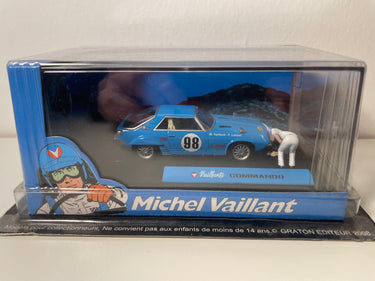 98
Vaillante COMMANDO
Michel Vaillant
Modèle pour collectionneurs, Ne convient pas aux enfants de moins de 14 ans © GRATON EDITEUR 2008